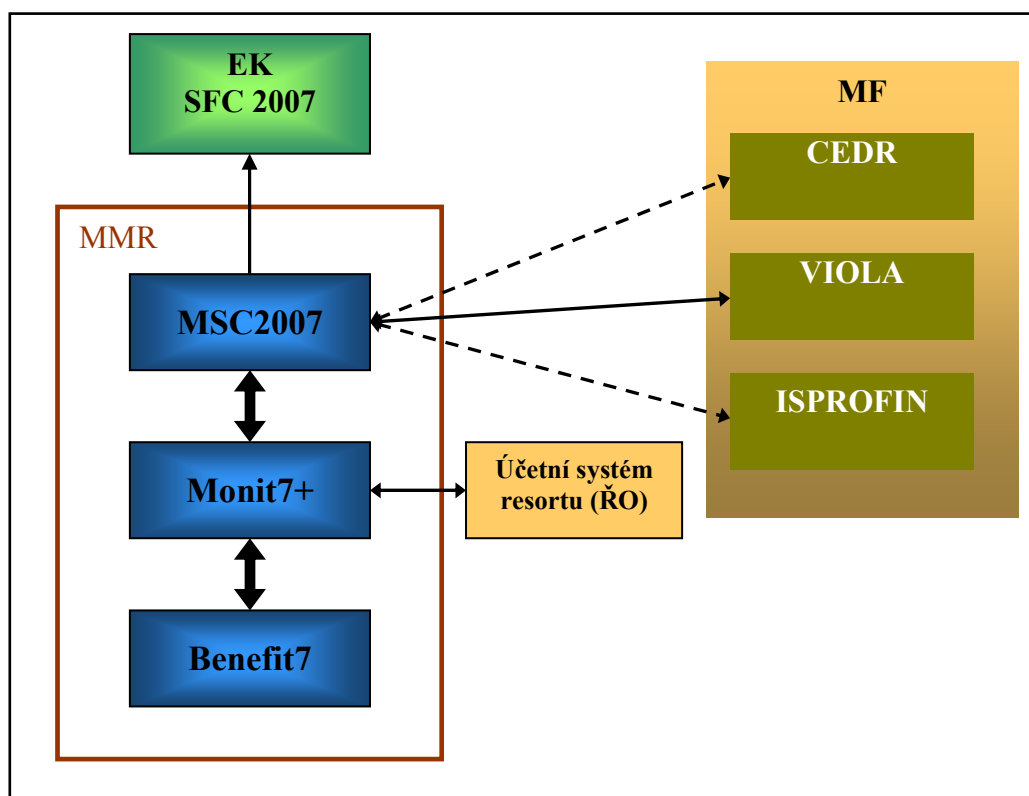 EK
SFC 2007
MF
CEDR
MMR
VIOLA
MSC2007
ISPROFIN
Monit7+
Účetní systém
resortu (ŘO)
Benefit7